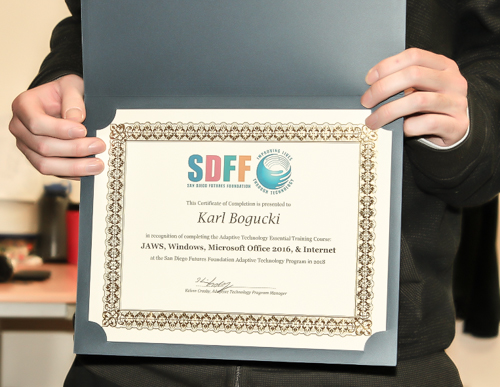 SDFF
SAN DIEGO FUTURES FOUNDATION
IMPROVING LIVES
THROUGH TECHNOLOGY
This Certificate of Completion is presented to
Karl Bogucki
in recognition of completing the Adaptive Technology Essential Training Course:
JAWS, Windows, Microsoft Office 2016, & Internet
at the San Diego Futures Foundation Adaptive Technology Program in 2018
Adaptive Technology Program Manager